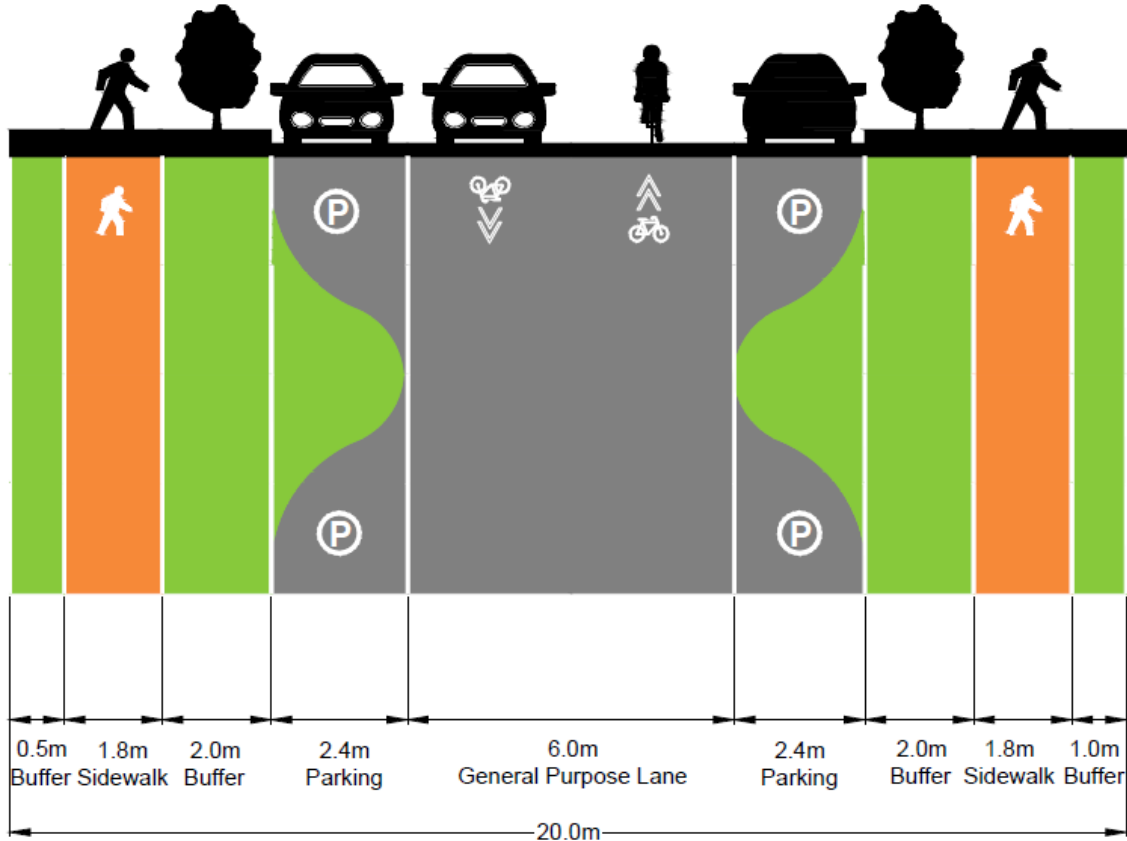 P P
P P
0.5m 1.8m 2.0m 2.4m 6.0m 2.4m 2.0m 1.8m 1.0m
Buffer Sidewalk Buffer Parking General Purpose Lane Parking Buffer Sidewalk Buffer
20.0m